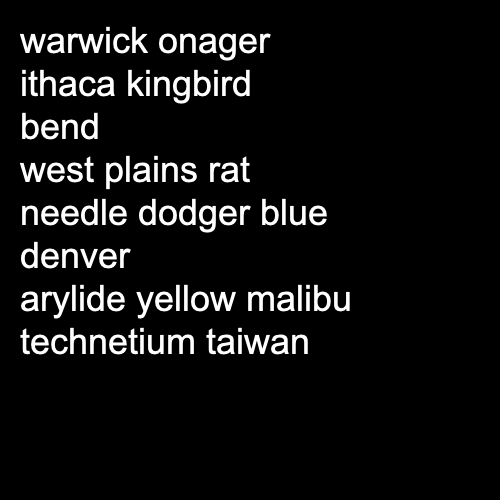 warwick onager
ithaca kingbird
bend
west plains rat
needle dodger blue
denver
arylide yellow malibu
technetium taiwan